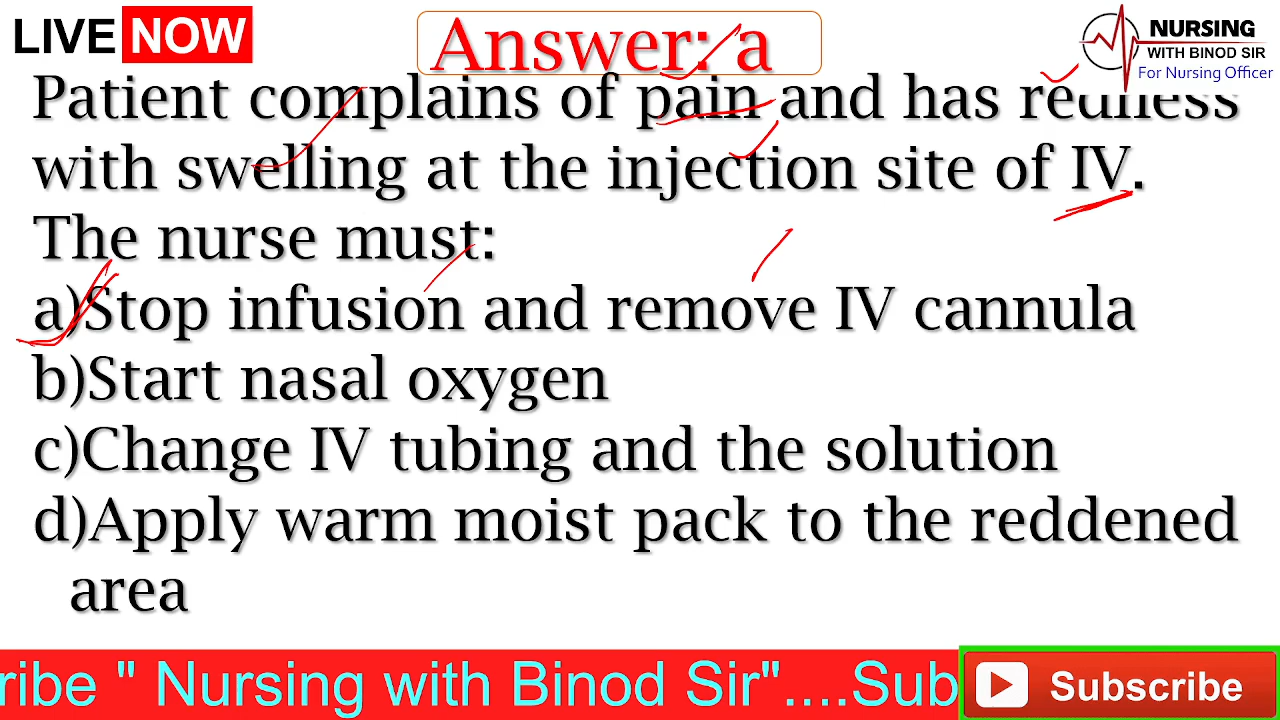 LIVE NOW
Answer: a
NURSING
WITH BINOD SIR
For Nursing Officer
Patient complains of pain and has redness
with swelling at the injection site of IV.
The nurse must:
a)Stop infusion and remove IV cannula
b)Start nasal oxygen
c)Change IV tubing and the solution
d)Apply warm moist pack to the reddened
area
ribe " Nursing with Binod Sir"....Sub
Subscribe